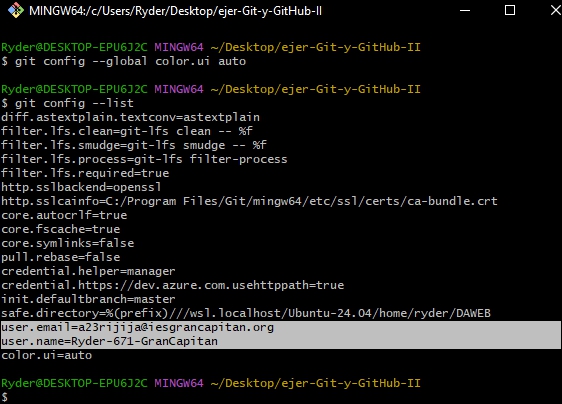 MINGW64:/c/Users/Ryder/Desktop/ejer-Git-y-GitHub-II
Ryder@DESKTOP-EPU6J2C MINGW64 ~/Desktop/ejer-Git-y-GitHub-II
$ git config --global color.ui auto
Ryder@DESKTOP-EPU6J2C MINGW64 ~/Desktop/ejer-Git-y-GitHub-II
$ git config --list
diff.astextplain.textconv=astextplain
filter.lfs.clean=git-lfs clean -- %f
filter.lfs.smudge=git-lfs smudge -- %f
filter.lfs.process=git-lfs filter-process
filter.lfs.required=true
http.sslbackend=openssl
http.sslcainfo=C:/Program Files/Git/mingw64/etc/ssl/certs/ca-bundle.crt
core.autocrlf=true
core.fscache=true
core.symlinks=false
pull.rebase=false
credential.helper=manager
credential.https://dev.azure.com.usehttppath=true
init.defaultbranch=master
safe.directory=%(prefix)///wsl.localhost/Ubuntu-24.04/home/ryder/DAWEB
user.email=a23rijija@iesgrancapitan.org
user.name=Ryder-671-GranCapitan
color.ui=auto
Ryder@DESKTOP-EPU6J2C MINGW64 ~/Desktop/ejer-Git-y-GitHub-II
$